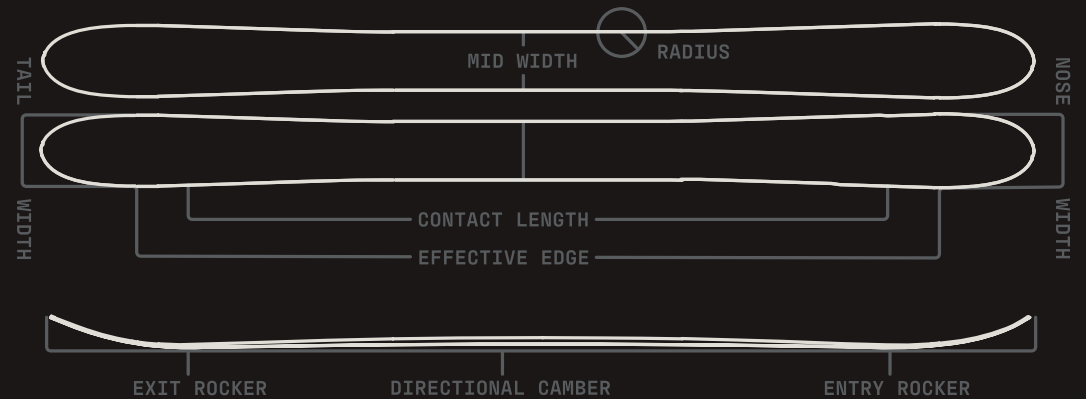 MID WIDTH
RADIUS
TAIL
NOSE
WIDTH
WIDTH
CONTACT LENGTH
EFFECTIVE EDGE
EXIT ROCKER
DIRECTIONAL CAMBER
ENTRY ROCKER